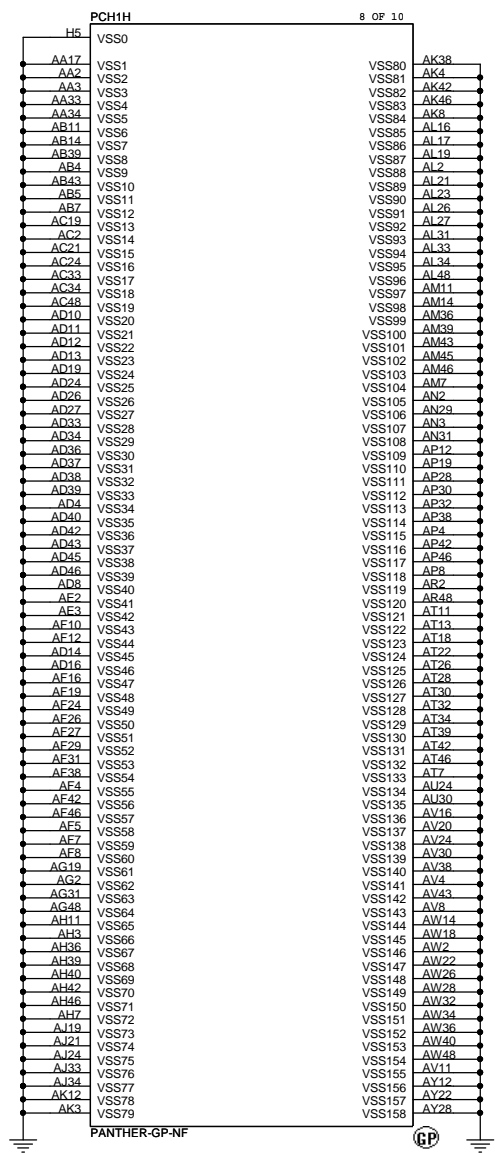 PCH1H 8 OF 10
H5 VSS0
AA17 VSS1 VSS80 AK38
AA2 VSS2 VSS81 AK4
AA3 VSS3 VSS82 AK42
AA33 VSS4 VSS83 AK46
AA34 VSS5 VSS84 AK8
AB11 VSS6 VSS85 AL16
AB14 VSS7 VSS86 AL17
AB39 VSS8 VSS87 AL19
AB4 VSS9 VSS88 AL2
AB43 VSS10 VSS89 AL21
AB5 VSS11 VSS90 AL23
AB7 VSS12 VSS91 AL26
AC19 VSS13 VSS92 AL27
AC2 VSS14 VSS93 AL31
AC21 VSS15 VSS94 AL33
AC24 VSS16 VSS95 AL34
AC33 VSS17 VSS96 AL48
AC34 VSS18 VSS97 AM11
AC48 VSS19 VSS98 AM14
AD10 VSS20 VSS99 AM36
AD11 VSS21 VSS100 AM39
AD12 VSS22 VSS101 AM43
AD13 VSS23 VSS102 AM45
AD19 VSS24 VSS103 AM46
AD24 VSS25 VSS104 AM7
AD26 VSS26 VSS105 AN2
AD27 VSS27 VSS106 AN29
AD33 VSS28 VSS107 AN3
AD34 VSS29 VSS108 AN31
AD36 VSS30 VSS109 AP12
AD37 VSS31 VSS110 AP19
AD38 VSS32 VSS111 AP28
AD39 VSS33 VSS112 AP30
AD4 VSS34 VSS113 AP32
AD40 VSS35 VSS114 AP38
AD42 VSS36 VSS115 AP4
AD43 VSS37 VSS116 AP42
AD45 VSS38 VSS117 AP46
AD46 VSS39 VSS118 AP8
AD8 VSS40 VSS119 AR2
AE2 VSS41 VSS120 AR48
AE3 VSS42 VSS121 AT11
AF10 VSS43 VSS122 AT13
AF12 VSS44 VSS123 AT18
AD14 VSS45 VSS124 AT22
AD16 VSS46 VSS125 AT26
AF16 VSS47 VSS126 AT28
AF19 VSS48 VSS127 AT30
AF24 VSS49 VSS128 AT32
AF26 VSS50 VSS129 AT34
AF27 VSS51 VSS130 AT39
AF29 VSS52 VSS131 AT42
AF31 VSS53 VSS132 AT46
AF38 VSS54 VSS133 AT7
AF4 VSS55 VSS134 AU24
AF42 VSS56 VSS135 AU30
AF46 VSS57 VSS136 AV16
AF5 VSS58 VSS137 AV20
AF7 VSS59 VSS138 AV24
AF8 VSS60 VSS139 AV30
AG19 VSS61 VSS140 AV38
AG2 VSS62 VSS141 AV4
AG31 VSS63 VSS142 AV43
AG48 VSS64 VSS143 AV8
AH11 VSS65 VSS144 AW14
AH3 VSS66 VSS145 AW18
AH36 VSS67 VSS146 AW2
AH39 VSS68 VSS147 AW22
AH40 VSS69 VSS148 AW26
AH42 VSS70 VSS149 AW28
AH46 VSS71 VSS150 AW32
AH7 VSS72 VSS151 AW34
AJ19 VSS73 VSS152 AW36
AJ21 VSS74 VSS153 AW40
AJ24 VSS75 VSS154 AW48
AJ33 VSS76 VSS155 AV11
AJ34 VSS77 VSS156 AY12
AK12 VSS78 VSS157 AY22
AK3 VSS79 VSS158 AY28
PANTHER-GP-NF GP